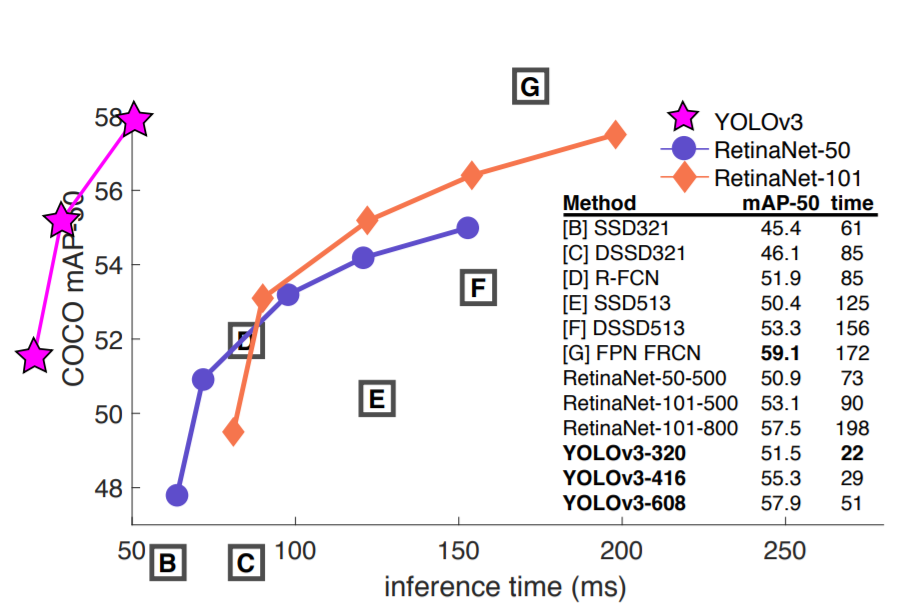 G
58
YOLOv3
RetinaNet-50
RetinaNet-101
56
54
52
50
48
COCO mAP-50
D
F
E
Method mAP-50 time
[B] SSD321 45.4 61
[C] DSSD321 46.1 85
[D] R-FCN 51.9 85
[E] SSD513 50.4 125
[F] DSSD513 53.3 156
[G] FPN FRCN 59.1 172
RetinaNet-50-500 50.9 73
RetinaNet-101-500 53.1 90
RetinaNet-101-800 57.5 198
YOLOv3-320 51.5 22
YOLOv3-416 55.3 29
YOLOv3-608 57.9 51
50 100 150 200 250
B C
inference time (ms)